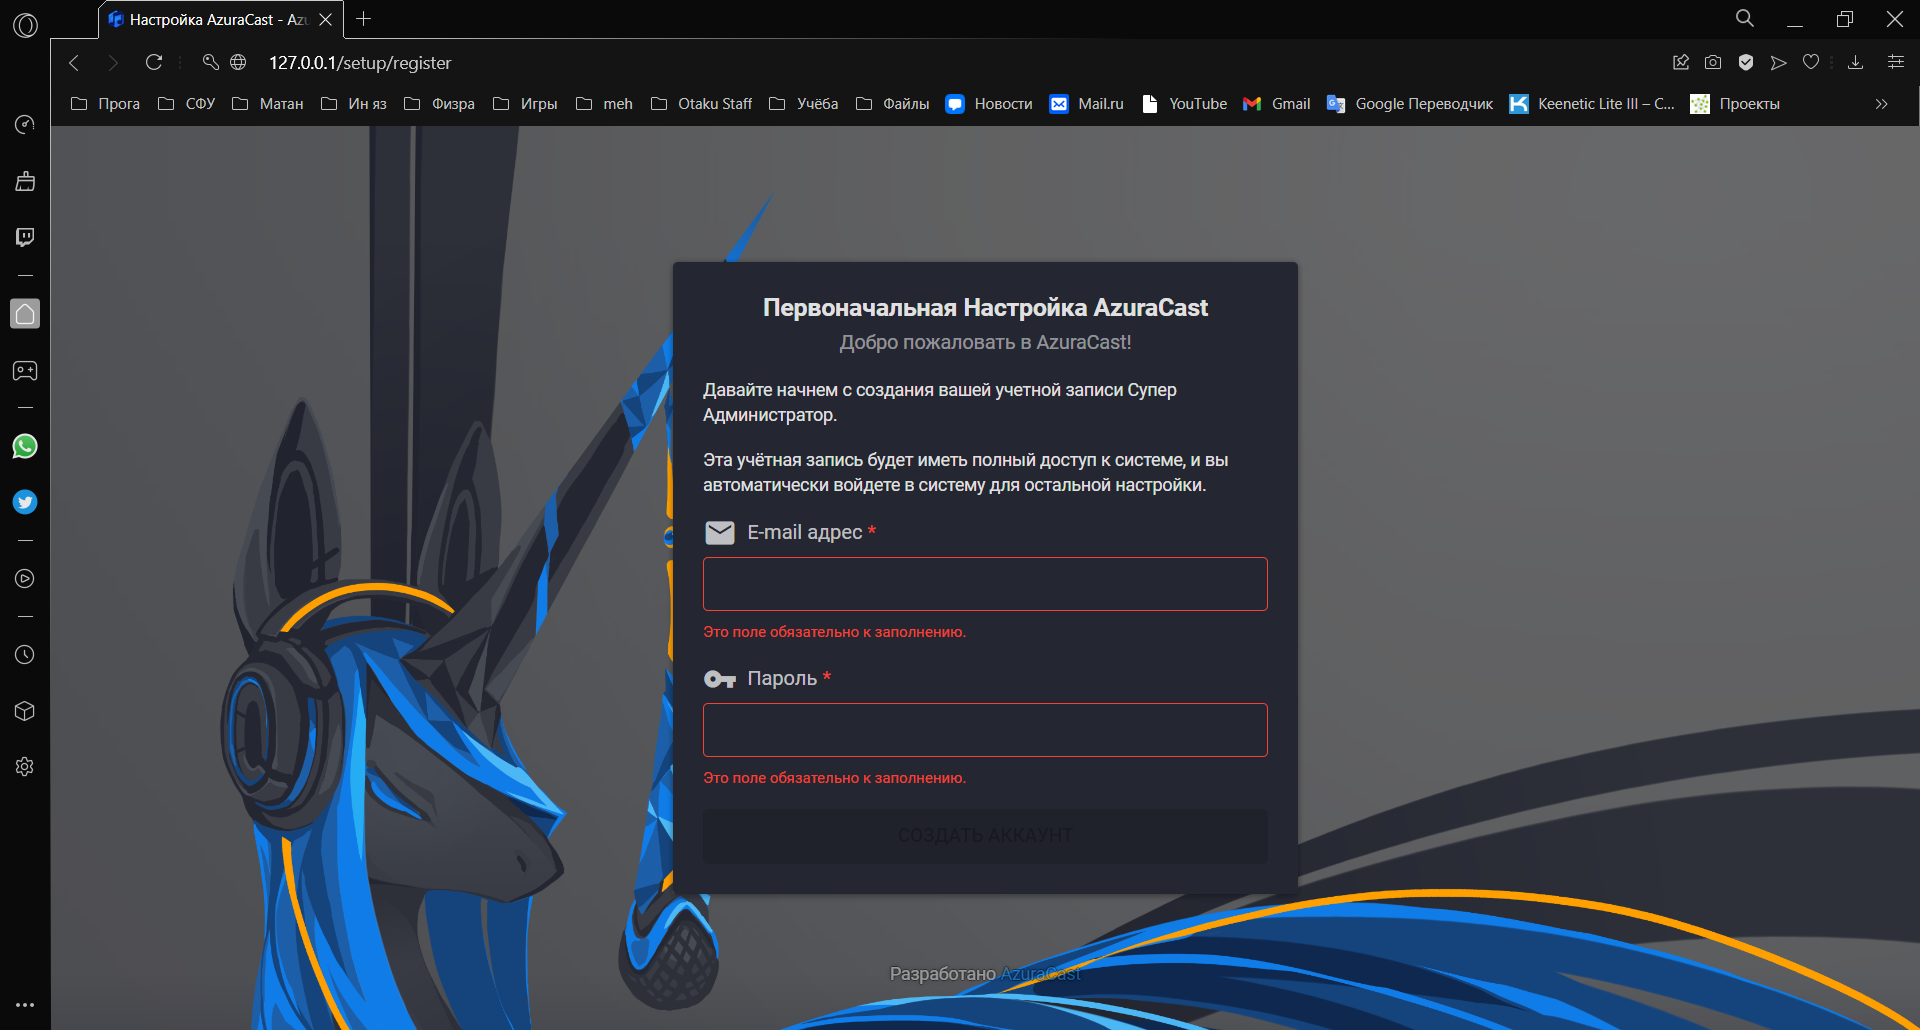 Настройка AzuraCast - Azu
127.0.0.1/setup/register
Прога СФУ Матан Ин яз Физра Игры meh Otaku Staff Учёба Файлы Новости Mail.ru YouTube Gmail Google Переводчик Keenetic Lite III – С... Проекты
Первоначальная Настройка AzuraCast
Добро пожаловать в AzuraCast!
Давайте начнем с создания вашей учетной записи Супер
Администратор.
Эта учётная запись будет иметь полный доступ к системе, и вы
автоматически войдете в систему для остальной настройки.
E-mail адрес *
Это поле обязательно к заполнению.
Пароль *
Это поле обязательно к заполнению.
СОЗДАТЬ АККАУНТ
Разработано AzuraCast